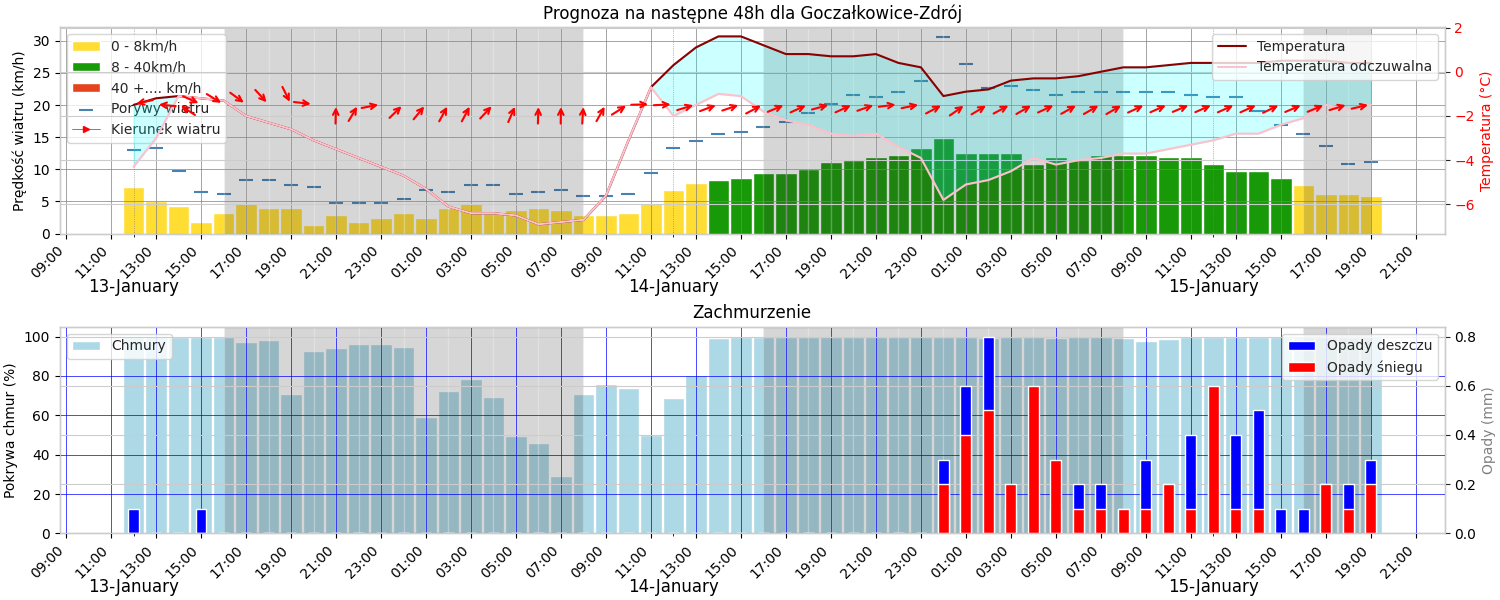 Prognoza na następne 48h dla Goczałkowice-Zdrój
0 - 8km/h
8 - 40km/h
40 +.... km/h
Porywy wiatru
Kierunek wiatru
Temperatura
Temperatura odczuwalna
Prędkość wiatru (km/h)
30
25
20
15
10
5
0
Temperatura (°C)
2
0
−2
−4
−6
09:00 11:00 13:00 15:00 17:00 19:00 21:00 23:00 01:00 03:00 05:00 07:00 09:00 11:00 13:00 15:00 17:00 19:00 21:00 23:00 01:00 03:00 05:00 07:00 09:00 11:00 13:00 15:00 17:00 19:00 21:00
13-January 14-January 15-January
Zachmurzenie
Chmury
Opady deszczu
Opady śniegu
Pokrywa chmur (%)
100
80
60
40
20
0
Opady (mm)
0.8
0.6
0.4
0.2
0.0
09:00 11:00 13:00 15:00 17:00 19:00 21:00 23:00 01:00 03:00 05:00 07:00 09:00 11:00 13:00 15:00 17:00 19:00 21:00 23:00 01:00 03:00 05:00 07:00 09:00 11:00 13:00 15:00 17:00 19:00 21:00
13-January 14-January 15-January